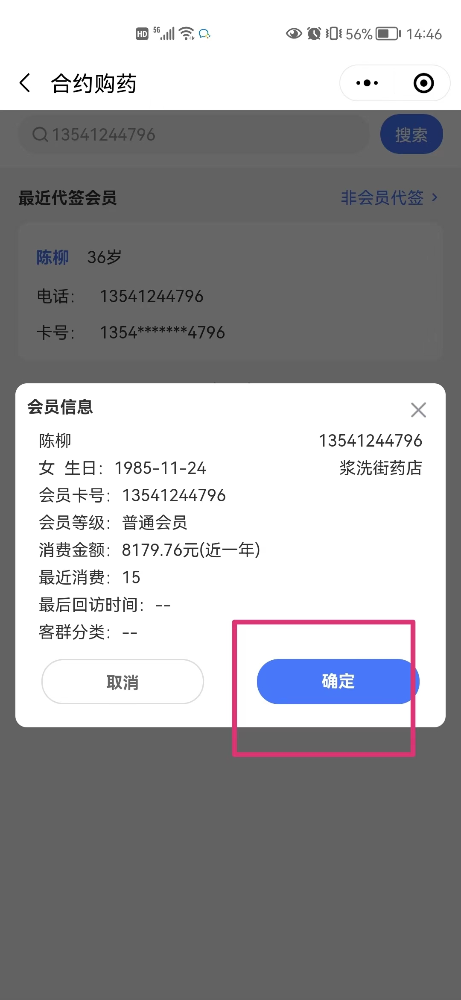 HD 5G 56% 14:46
合约购药
13541244796 搜索
最近代签会员 非会员代签 >
陈柳 36岁
电话： 13541244796
卡号： 1354*******4796
会员信息
陈柳 13541244796
女 生日：1985-11-24 浆洗街药店
会员卡号：13541244796
会员等级：普通会员
消费金额：8179.76元(近一年)
最近消费：15
最后回访时间：--
客群分类：--
取消 确定